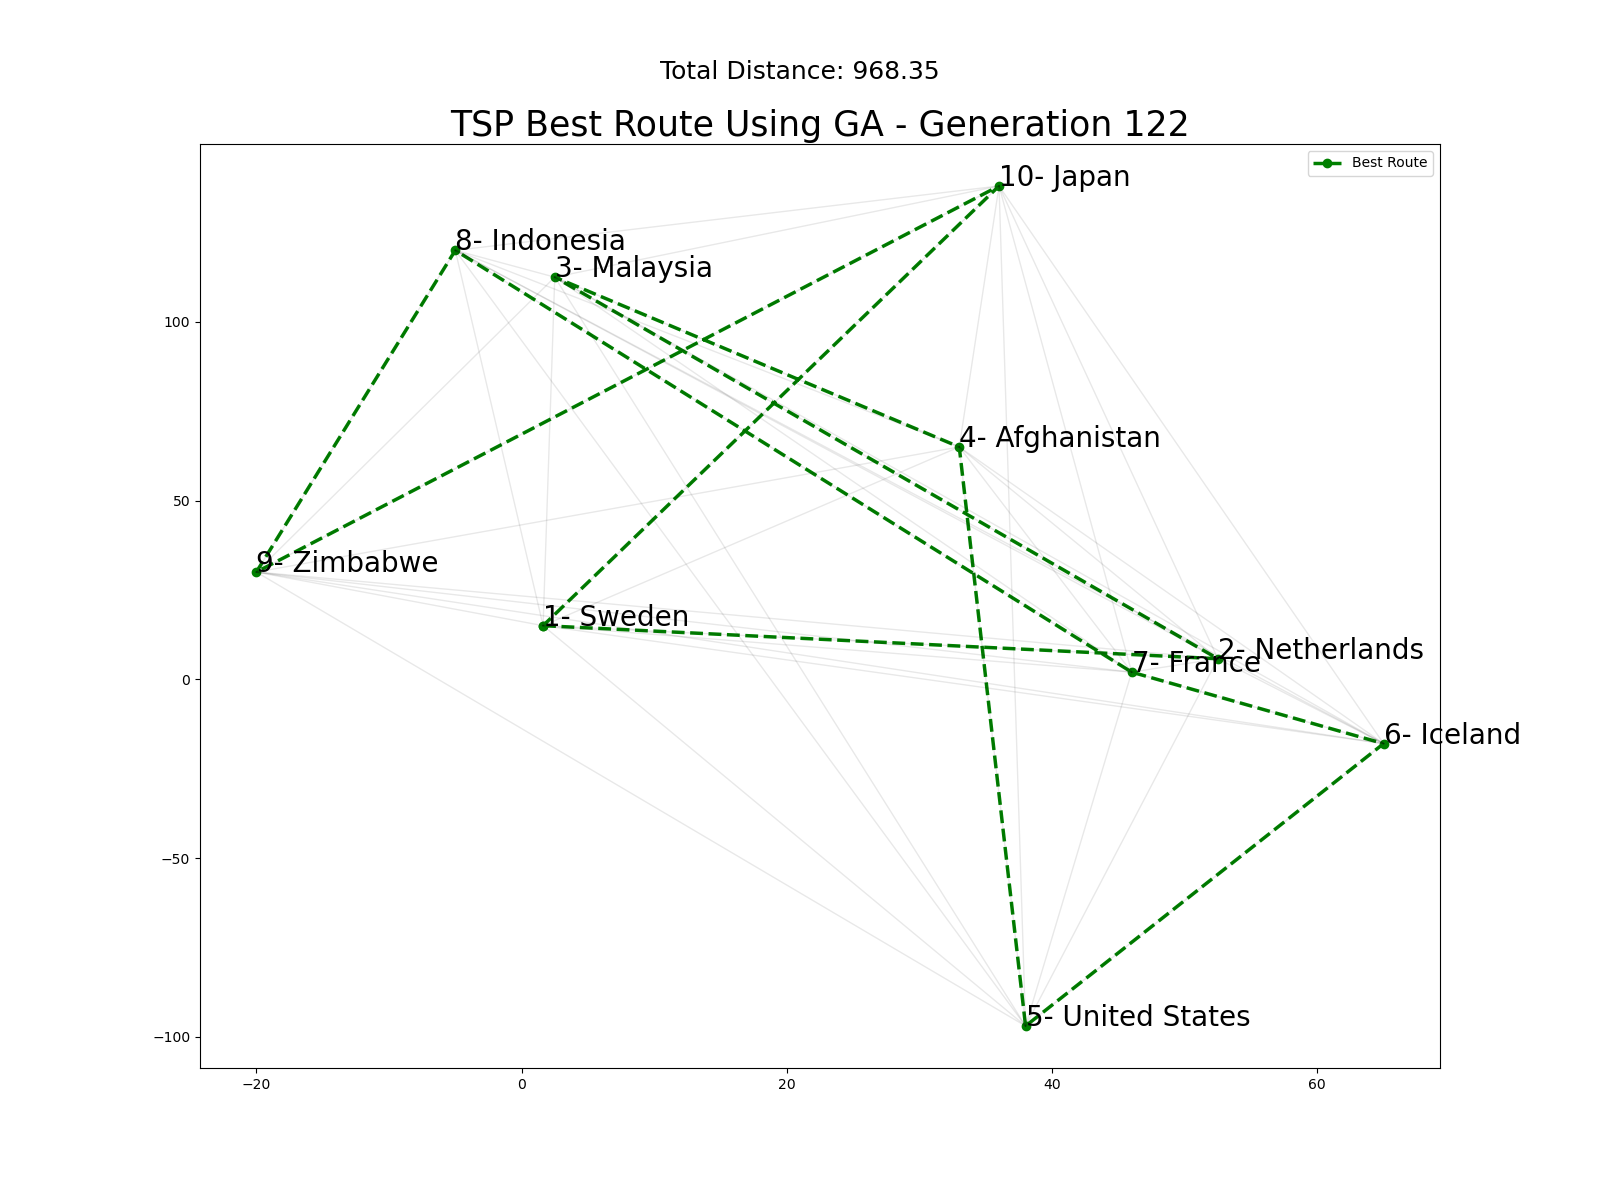 Total Distance: 968.35
TSP Best Route Using GA - Generation 122
Best Route
10- Japan
8- Indonesia
3- Malaysia
100
4- Afghanistan
50
9- Zimbabwe
1- Sweden
2- Netherlands
7- France
0
6- Iceland
−50
5- United States
−100
−20 0 20 40 60